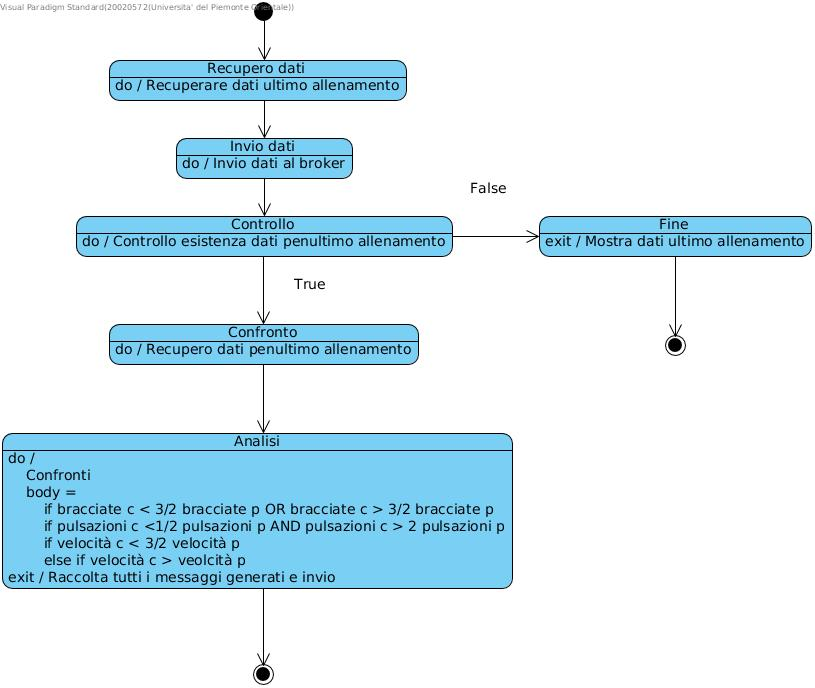 Visual Paradigm Standard(20020572(Universita' del Piemonte Orientale))
Recupero dati
do / Recuperare dati ultimo allenamento
Invio dati
do / Invio dati al broker
False
Controllo
do / Controllo esistenza dati penultimo allenamento
Fine
exit / Mostra dati ultimo allenamento
True
Confronto
do / Recupero dati penultimo allenamento
Analisi
do /
Confronti
body =
if bracciate c < 3/2 bracciate p OR bracciate c > 3/2 bracciate p
if pulsazioni c <1/2 pulsazioni p AND pulsazioni c > 2 pulsazioni p
if velocità c < 3/2 velocità p
else if velocità c > veolcità p
exit / Raccolta tutti i messaggi generati e invio